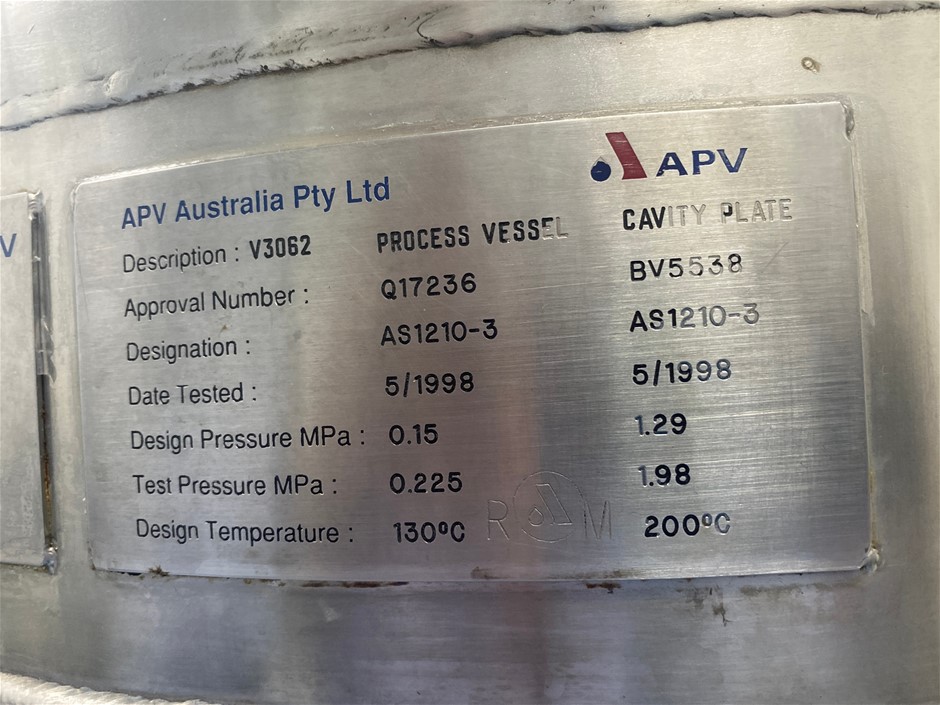 APV
APV Australia Pty Ltd
Description : V3062 PROCESS VESSEL CAVITY PLATE
Approval Number : Q17236 BV5538
Designation : AS1210-3 AS1210-3
Date Tested : 5/1998 5/1998
Design Pressure MPa : 0.15 1.29
Test Pressure MPa : 0.225 1.98
Design Temperature : 130ºC 200ºC
R M
V